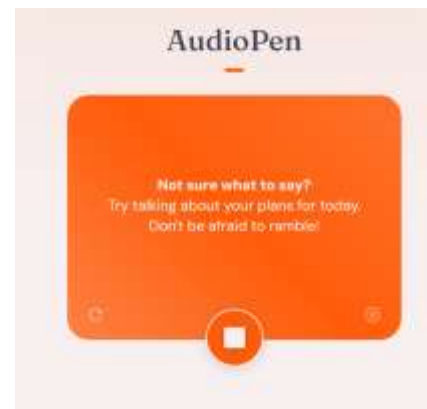 AudioPen
Not sure what to say?
Try talking about your plans for today.
Don't be afraid to ramble!